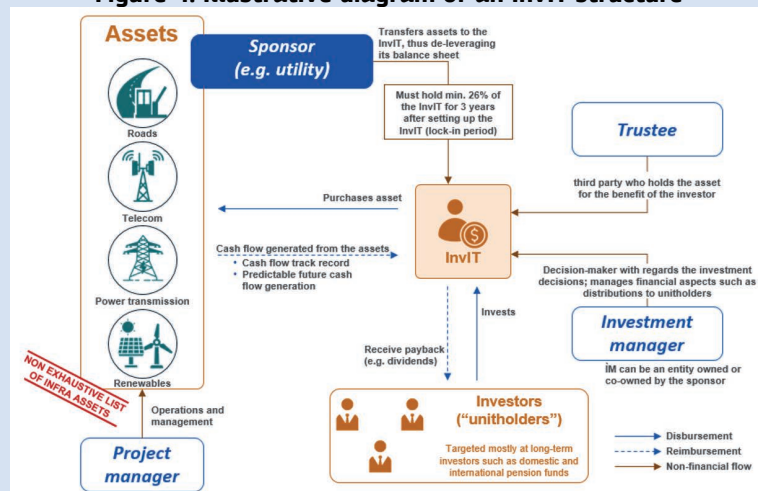 Figure 4: Illustrative diagram of an InvIT structure
Assets
Roads
Telecom
Power transmission
Renewables
NON EXHAUSTIVE LIST
OF INFRA ASSETS
Sponsor
(e.g. utility)
Transfers assets to the
InvIT, thus de-leveraging
its balance sheet
Must hold min. 26% of
the InvIT for 3 years
after setting up the
InvIT (lock-in period)
Trustee
third party who holds the asset
for the benefit of the investor
Purchases asset
InvIT
Cash flow generated from the assets
• Cash flow track record
• Predictable future cash
flow generation
Decision-maker with regards the investment
decisions; manages financial aspects such as
distributions to unitholders
Investment
manager
IM can be an entity owned or
co-owned by the sponsor
Invests
Receive payback
(e.g. dividends)
Investors
("unitholders")
Targeted mostly at long-term
investors such as domestic and
international pension funds
Operations and
management
Project
manager
Disbursement
Reimbursement
Non-financial flow